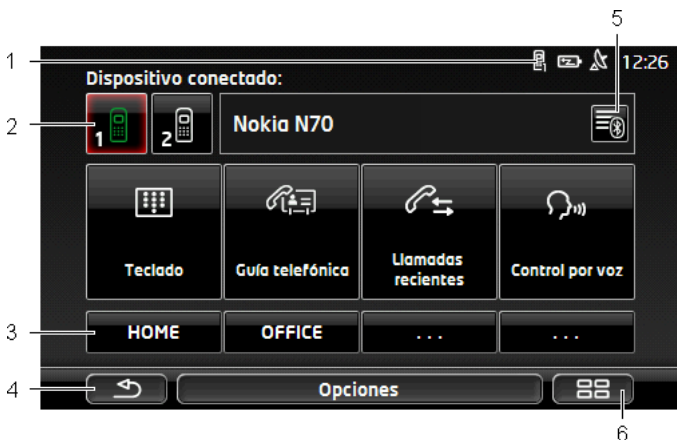 5
1
12:26
Dispositivo conectado:
2
1
2
Nokia N70
Teclado
Guía telefónica
Llamadas
recientes
Control por voz
3
HOME
OFFICE
...
...
4
Opciones
6